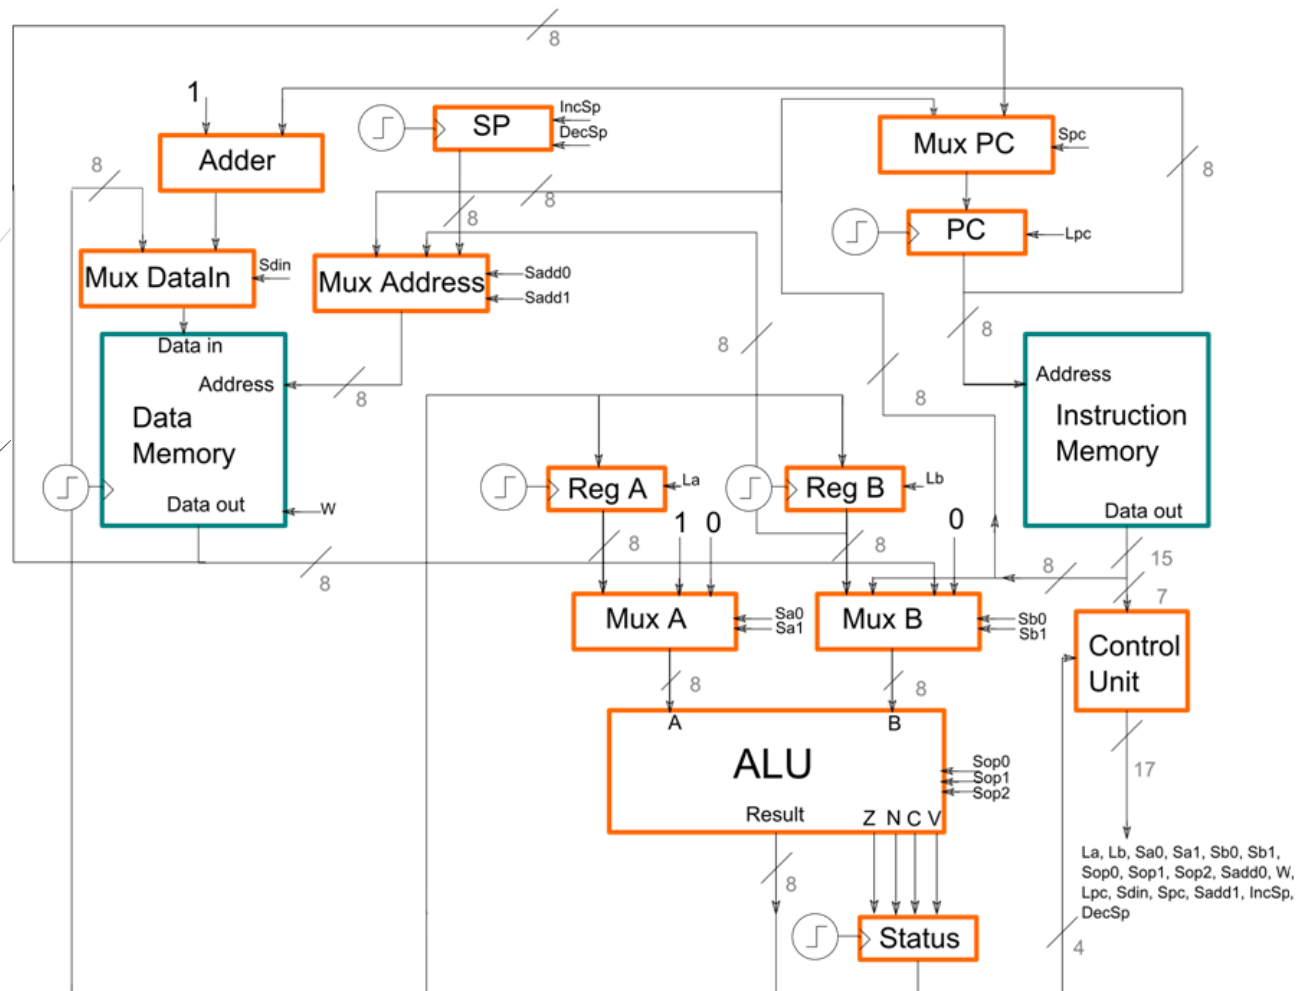 8
1
IncSp
SP
DecSp
Mux PC
Spc
8
Adder
8
8
8
PC
Lpc
Mux DataIn
Sdin
Mux Address
Sadd0
Sadd1
8
8
Data in
Address
8
8
Address
Data
Memory
Instruction
Memory
Data out
W
Reg A
La
Reg B
Lb
Data out
1 0
0
8
8
15
8
8
7
Mux A
Sa0
Sa1
Mux B
Sb0
Sb1
Control
Unit
8
8
A
B
ALU
Sop0
Sop1
Sop2
Result
Z N C V
17
8
La, Lb, Sa0, Sa1, Sb0, Sb1,
Sop0, Sop1, Sop2, Sadd0, W,
Lpc, Sdin, Spc, Sadd1, IncSp,
DecSp
Status
4